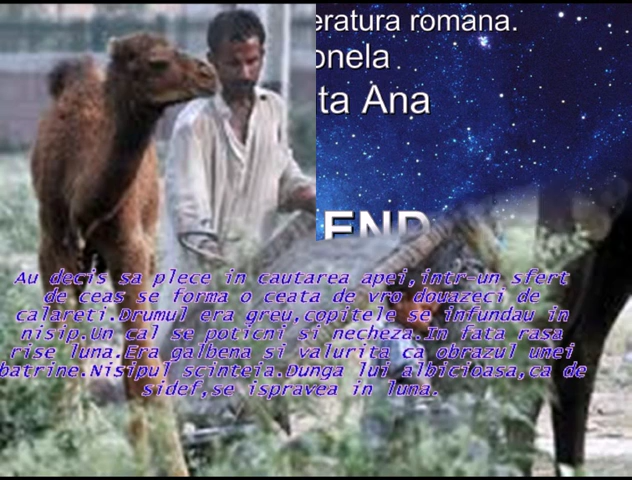 eratura romana.
onela
ta Ana
END
Au decis sa plece in cautarea apei,intr-un sfert
de ceas se forma o ceata de vro douazeci de
calareti.Drumul era greu,copitele se infundau in
nisip.Un cal se poticni si necheza.In fata rasa
rise luna.Era galbena si valurita ca obrazul unei
batrine.Nisipul scinteia.Dunga lui albicioasa,ca de
sidef,se ispravea in luna.